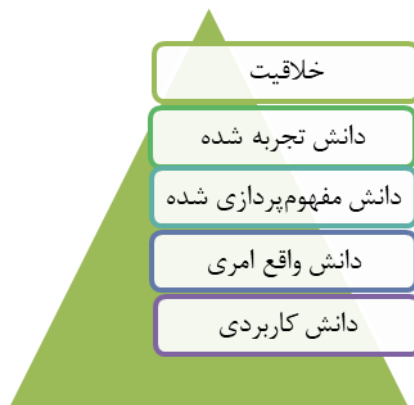 خلاقیت
دانش تجربه شده
دانش مفهوم‌پردازی شده
دانش واقع امری
دانش کاربردی